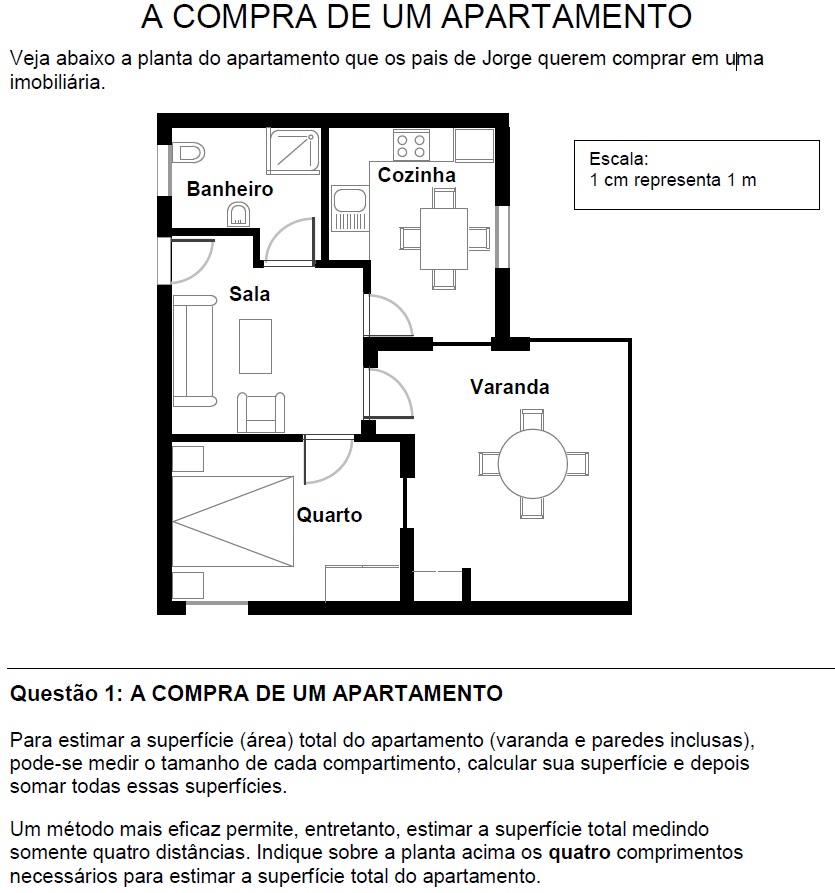 A COMPRA DE UM APARTAMENTO
Veja abaixo a planta do apartamento que os pais de Jorge querem comprar em uma
imobiliária.
Escala:
1 cm representa 1 m
Banheiro
Cozinha
Sala
Varanda
Quarto
Questão 1: A COMPRA DE UM APARTAMENTO
Para estimar a superfície (área) total do apartamento (varanda e paredes inclusas),
pode-se medir o tamanho de cada compartimento, calcular sua superfície e depois
somar todas essas superfícies.
Um método mais eficaz permite, entretanto, estimar a superfície total medindo
somente quatro distâncias. Indique sobre a planta acima os quatro comprimentos
necessários para estimar a superfície total do apartamento.